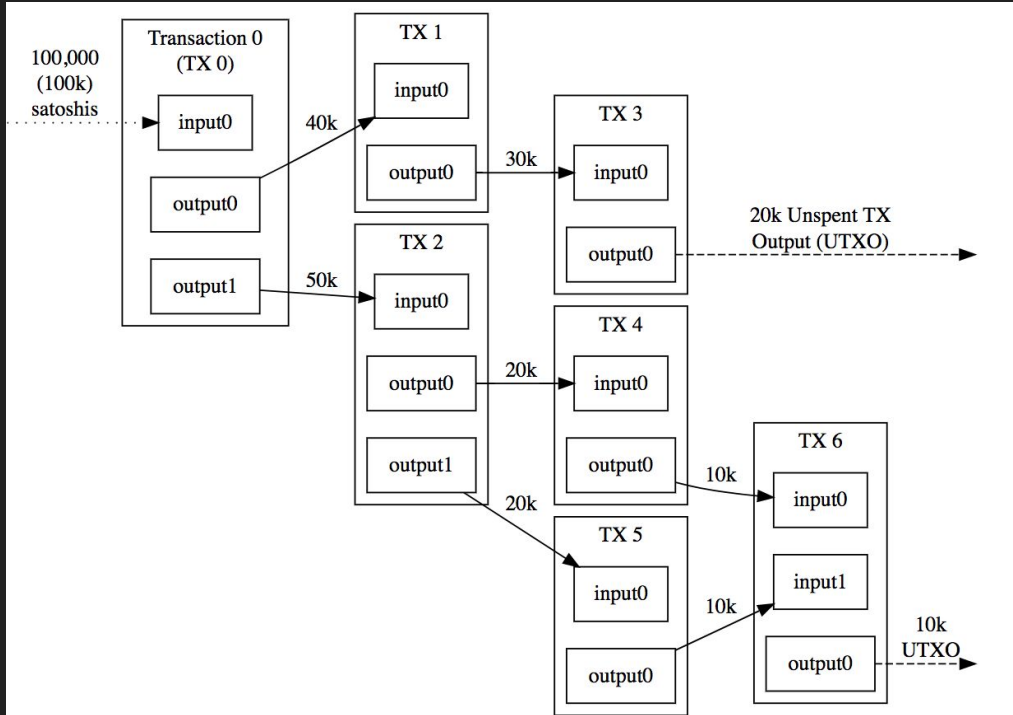 100,000
(100k)
satoshis
Transaction 0
(TX 0)
input0
output0
output1
40k
50k
TX 1
input0
output0
30k
TX 2
input0
output0
output1
20k
20k
TX 3
input0
output0
20k Unspent TX
Output (UTXO)
TX 4
input0
output0
10k
TX 5
input0
output0
10k
TX 6
input0
input1
output0
10k
UTXO